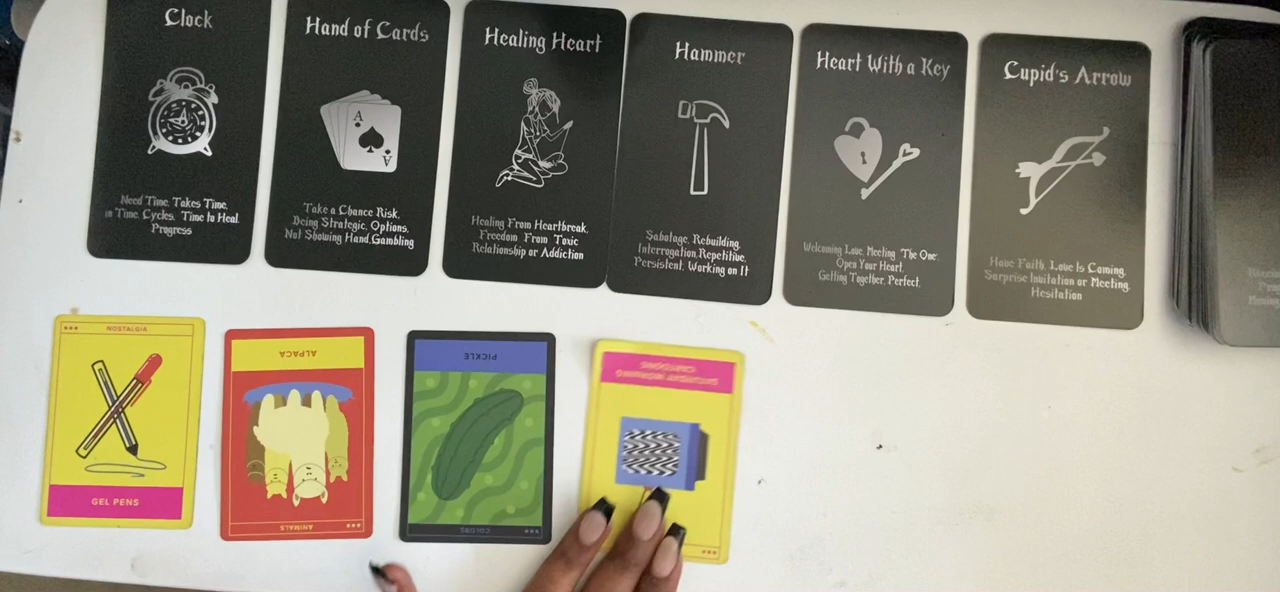 Clock
Need Time, Takes Time,
in Time, Cycles, Time to Heal,
Progress
Hand of Cards
A
A
Take a Chance Risk,
Being Strategic, Options,
Not Showing Hand,Gambling
Healing Heart
Healing From Heartbreak,
Freedom From Toxic
Relationship or Addiction
Hammer
Sabotage, Rebuilding,
Interrogation,Repetitive,
Persistent, Working on It
Heart With a Key
Welcoming Love, Meeting "The One",
Open Your Heart,
Getting Together, Perfect,
Cupid's Arrow
Have Faith, Love Is Coming,
Surprise Invitation or Meeting,
Hesitation
NOSTALGIA
GEL PENS
ALPACA
ANIMALS
PICKLE
COLORS
SATURDAY MORNING
CARTOONS